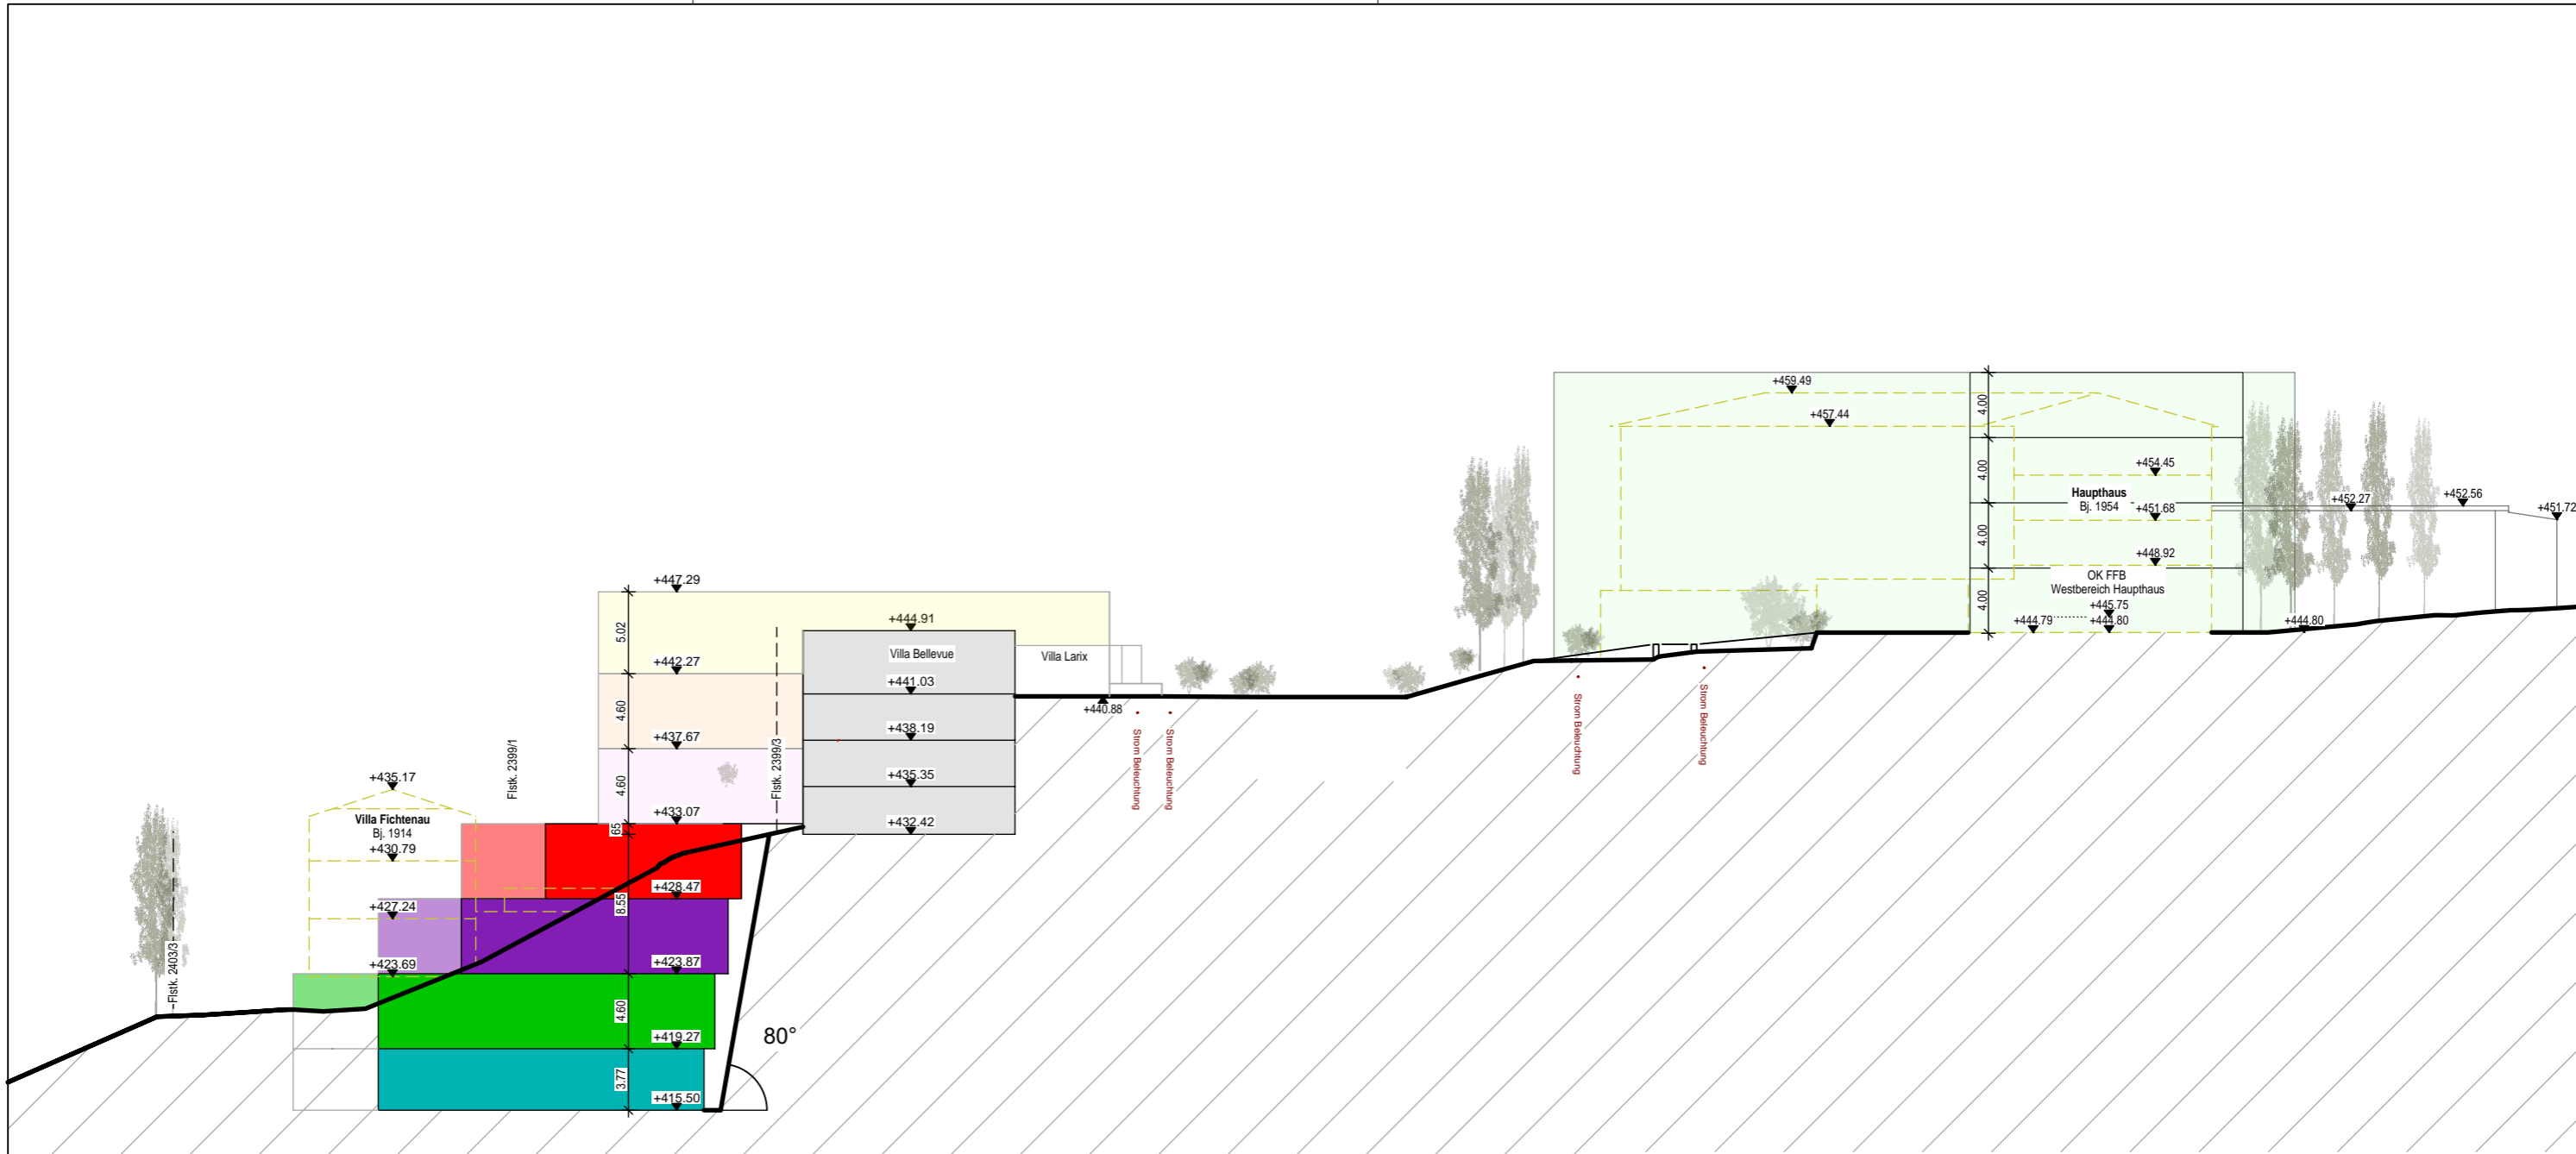 +459.49
+457.44
4.00
4.00
+454.45
Haupthaus
Bj. 1954
+451.68
+452.27
+452.56
+451.72
4.00
+448.92
OK FFB
Westbereich Haupthaus
4.00
+445.75
+444.79
+444.80
+444.80
+447.29
5.02
+444.91
Villa Bellevue
Villa Larix
+442.27
+441.03
4.60
+440.88
+438.19
+437.67
Strom Beleuchtung
Strom Beleuchtung
Strom Beleuchtung
Strom Beleuchtung
Flstk. 2399/1
Flstk. 2399/3
+435.17
4.60
+435.35
Villa Fichtenau
Bj. 1914
+433.07
65
+432.42
+430.79
+428.47
8.55
+427.24
+423.69
+423.87
Flstk. 2403/3
4.60
+419.27
80°
3.77
+415.50